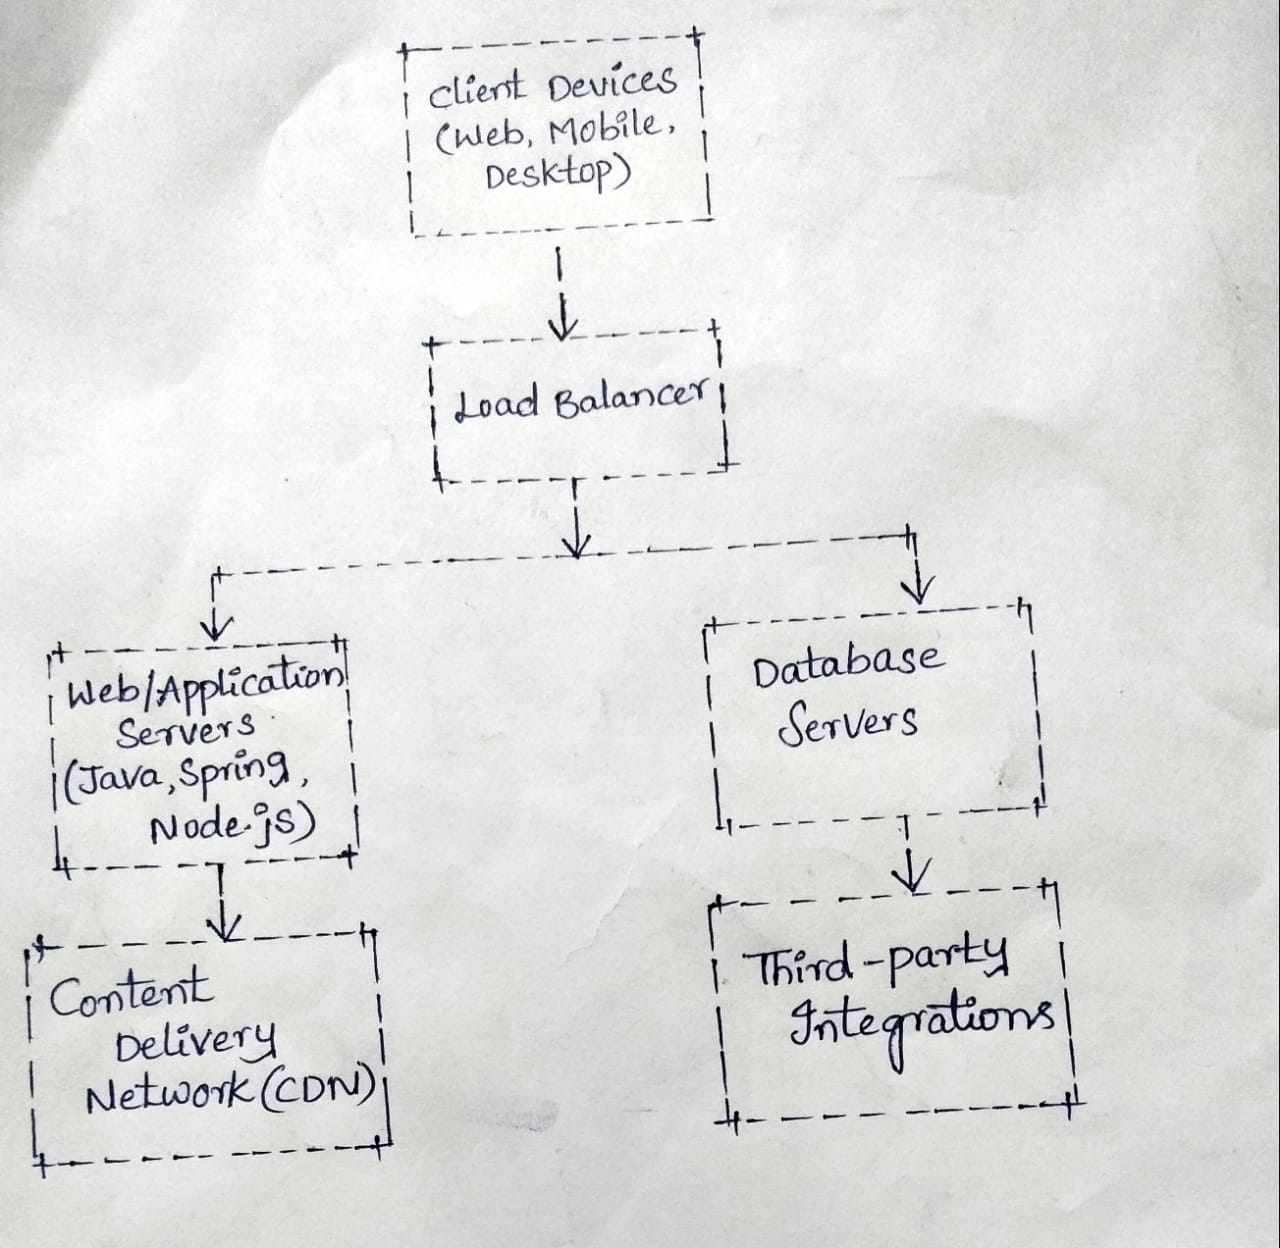 Client Devices
(Web, Mobile,
Desktop)
Load Balancer
Web/Application
Servers
(Java, Spring,
Node.js)
Database
Servers
Content
Delivery
Network (CDN)
Third-party
Integrations